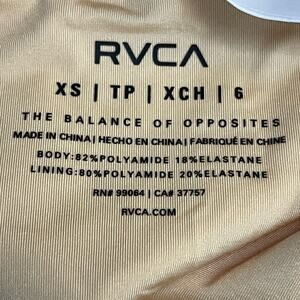 RVCA
XS | TP | XCH | 6
THE BALANCE OF OPPOSITES
MADE IN CHINA | HECHO EN CHINA | FABRIQUÉ EN CHINE
BODY: 82% POLYAMIDE 18% ELASTANE
LINING: 80% POLYAMIDE 20% ELASTANE
RN# 99064 | CA# 37757
RVCA.COM